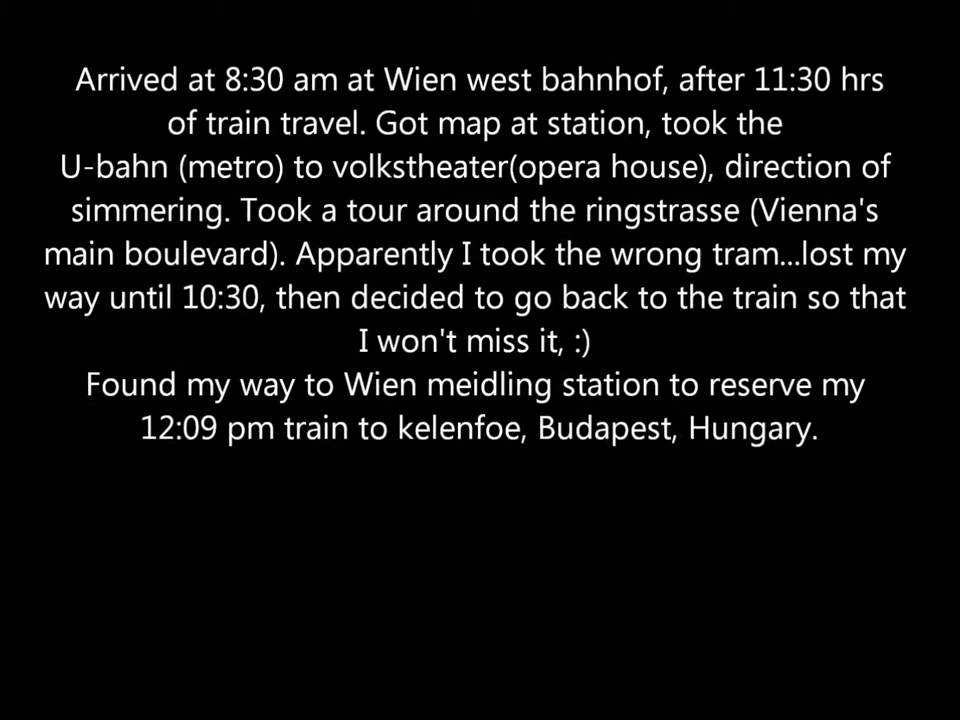 Arrived at 8:30 am at Wien west bahnhof, after 11:30 hrs
of train travel. Got map at station, took the
U-bahn (metro) to volkstheater(opera house), direction of
simmering. Took a tour around the ringstrasse (Vienna's
main boulevard). Apparently I took the wrong tram...lost my
way until 10:30, then decided to go back to the train so that
I won't miss it, :)
Found my way to Wien meidling station to reserve my
12:09 pm train to kelenfoe, Budapest, Hungary.